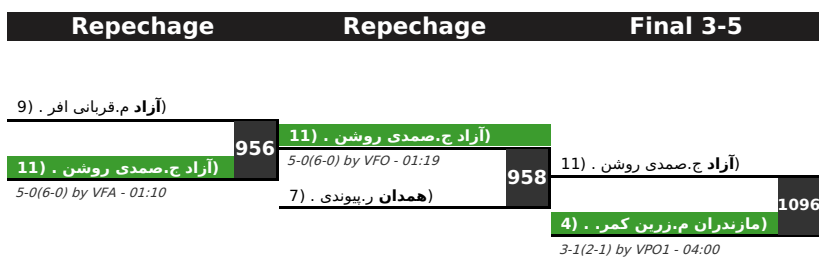 Repechage Repechage Final 3-5
9) . م.قربانی افر آزاد)
956
11) . ج.صمدی روشن آزاد)
5-0(6-0) by VFA - 01:10
11) . ج.صمدی روشن آزاد)
5-0(6-0) by VFO - 01:19
958
7) . ر.پیوندی همدان)
11) . ج.صمدی روشن آزاد)
1096
4) . م.زرین کمر. مازندران)
3-1(2-1) by VPO1 - 04:00